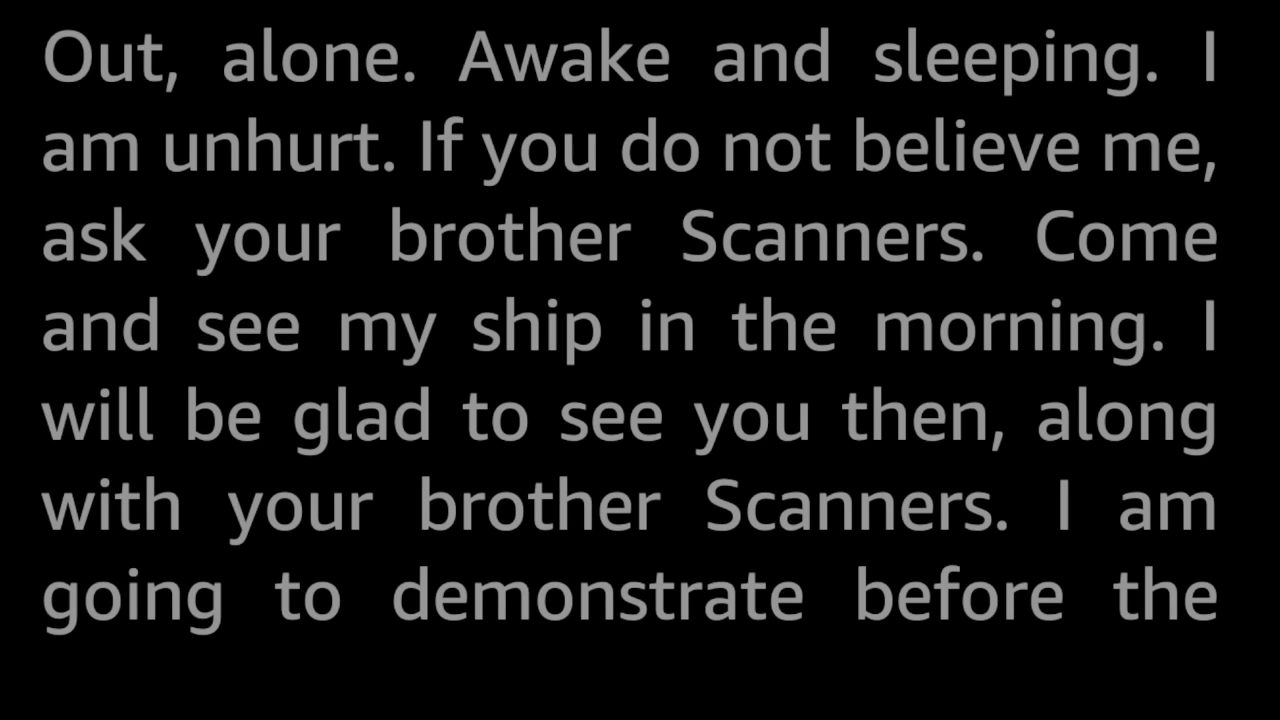 Out, alone. Awake and sleeping. I
am unhurt. If you do not believe me,
ask your brother Scanners. Come
and see my ship in the morning. I
will be glad to see you then, along
with your brother Scanners. I am
going to demonstrate before the